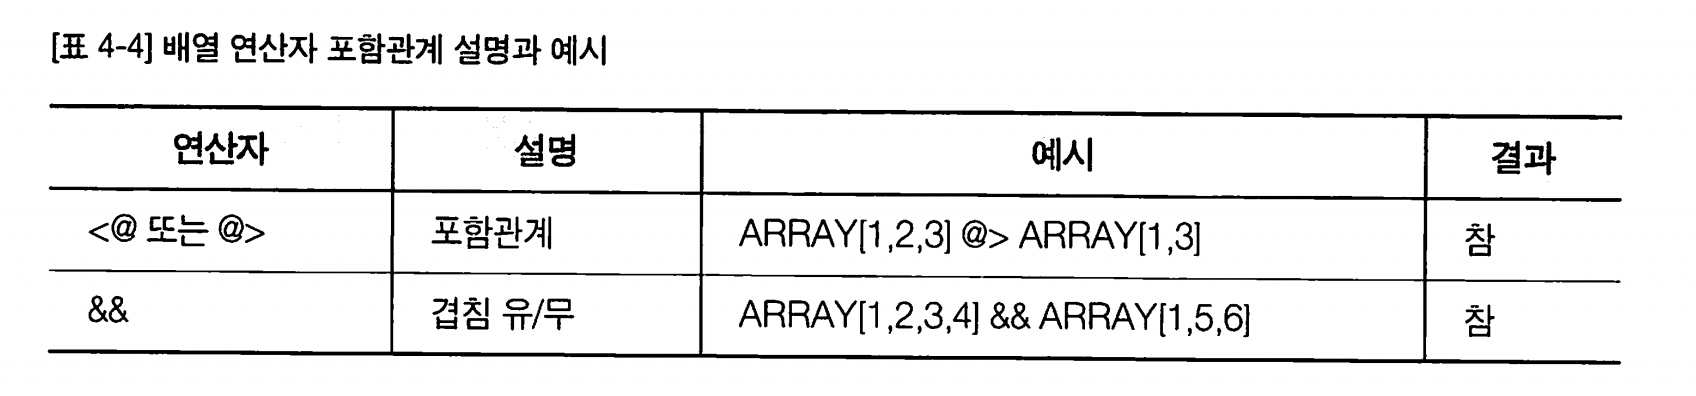 [표 4-4] 배열 연산자 포함관계 설명과 예시
연산자 설명 예시 결과
<@ 또는 @> 포함관계 ARRAY[1,2,3] @> ARRAY[1,3] 참
&& 겹침 유/무 ARRAY[1,2,3,4] && ARRAY[1,5,6] 참